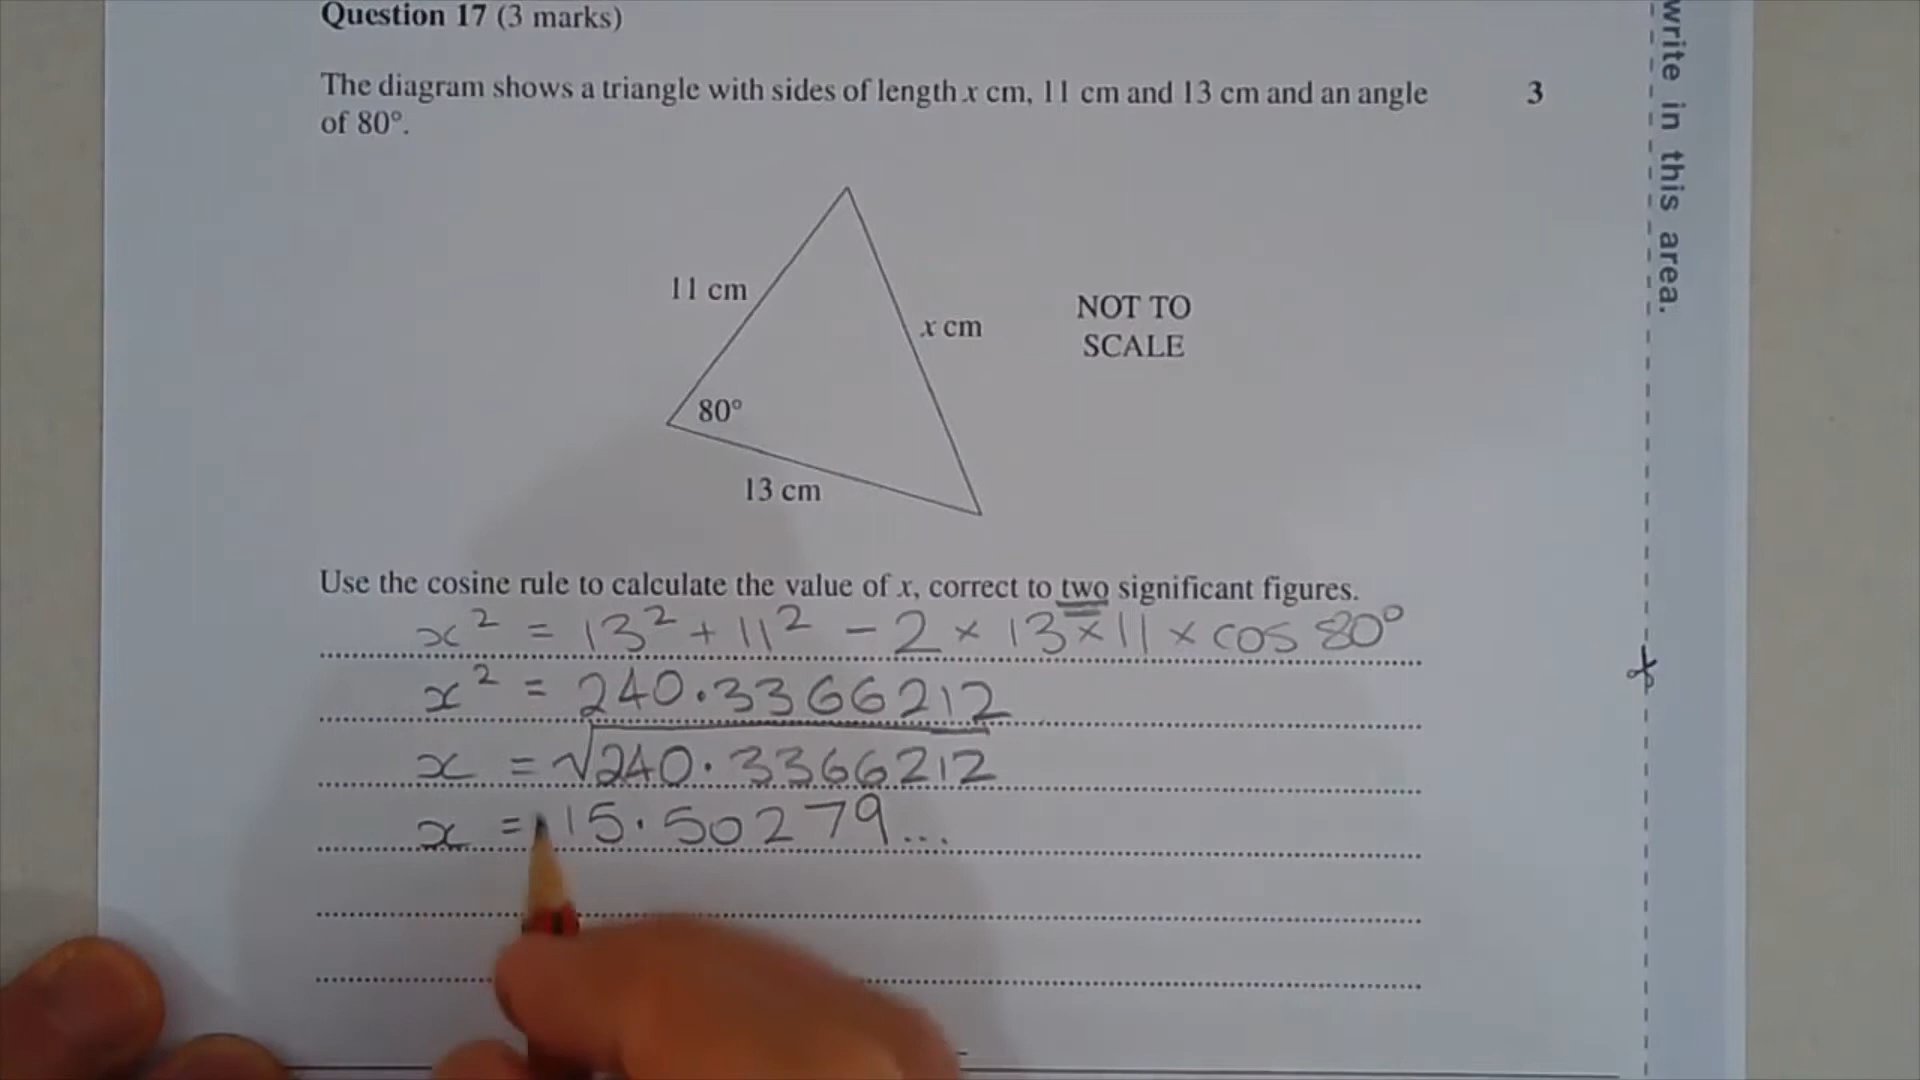 Question 17 (3 marks)
The diagram shows a triangle with sides of length x cm, 11 cm and 13 cm and an angle
of 80°.
3
11 cm
x cm
NOT TO
SCALE
80°
13 cm
Use the cosine rule to calculate the value of x, correct to two significant figures.
x² = 13² + 11² - 2 × 13 × 11 × cos 80°
x² = 240.3366212
x = √240.3366212
x = 15.50279...
write in this area.